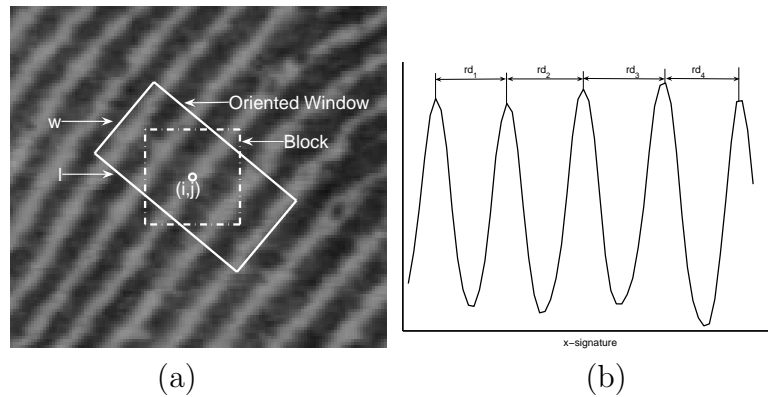 Oriented Window
w
Block
l
(i,j)
(a)
rd1 rd2 rd3 rd4
x-signature
(b)